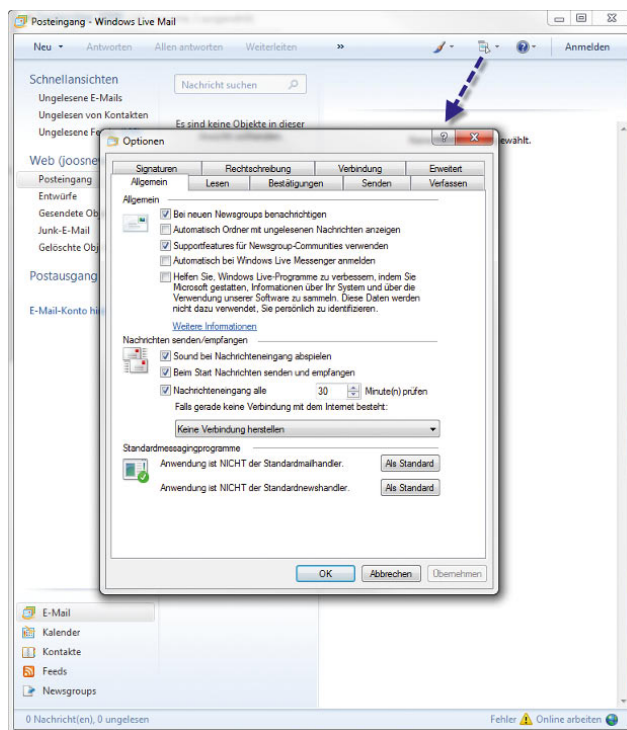 Posteingang - Windows Live Mail
Neu Antworten Allen antworten Weiterleiten » Anmelden
Schnellansichten
Ungelesene E-Mails
Ungelesen von Kontakten
Ungelesene
Nachricht suchen
Es sind keine Objekte in dieser
ewählt.
Web (joosne
Posteingang
Entwürfe
Gesendete Ob
Junk-E-Mail
Gelöschte Obj
Postausgang
E-Mail-Konto hi
Optionen
Signaturen Rechtschreibung Verbindung Erweitert
Allgemein Lesen Bestätigungen Senden Verfassen
Allgemein
Bei neuen Newsgroups benachrichtigen
Automatisch Ordner mit ungelesenen Nachrichten anzeigen
Supportfeatures für Newsgroup-Communities verwenden
Automatisch bei Windows Live Messenger anmelden
Helfen Sie, Windows Live-Programme zu verbessern, indem Sie
Microsoft gestatten, Informationen über Ihr System und über die
Verwendung unserer Software zu sammeln. Diese Daten werden
nicht dazu verwendet, Sie persönlich zu identifizieren.
Weitere Informationen
Nachrichten senden/empfangen
Sound bei Nachrichteneingang abspielen
Beim Start Nachrichten senden und empfangen
Nachrichteneingang alle 30 Minute(n) prüfen
Falls gerade keine Verbindung mit dem Internet besteht:
Keine Verbindung herstellen
Standardmessagingprogramme
Anwendung ist NICHT der Standardmailhandler. Als Standard
Anwendung ist NICHT der Standardnewshandler. Als Standard
OK Abbrechen Übernehmen
E-Mail
Kalender
Kontakte
Feeds
Newsgroups
0 Nachricht(en), 0 ungelesen
Fehler Online arbeiten